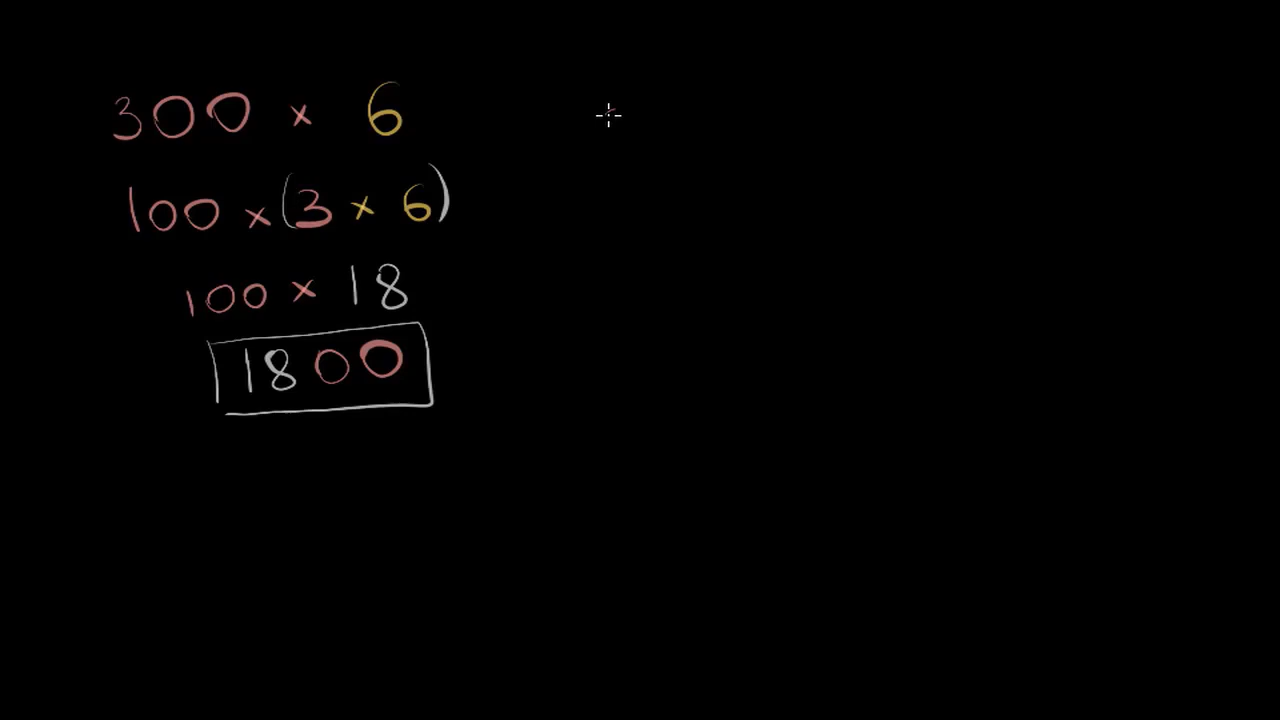 300 × 6
100 × (3 × 6)
100 × 18
1800